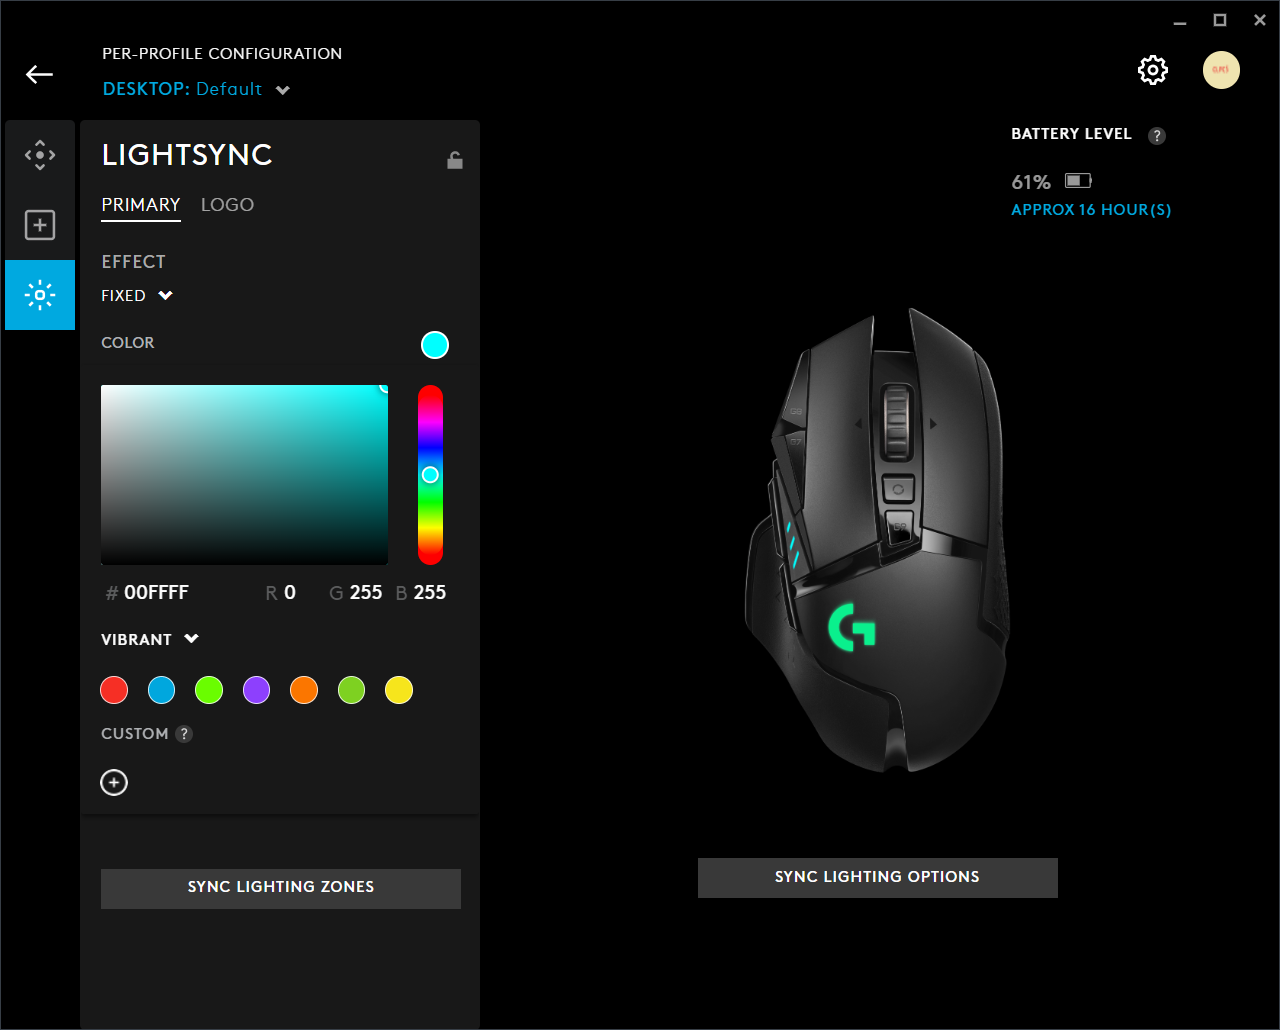 PER-PROFILE CONFIGURATION
DESKTOP: Default
BATTERY LEVEL ?
61%
APPROX 16 HOUR(S)
LIGHTSYNC
PRIMARY LOGO
EFFECT
FIXED
COLOR
# 00FFFF R 0 G 255 B 255
VIBRANT
CUSTOM ?
SYNC LIGHTING ZONES
SYNC LIGHTING OPTIONS
G